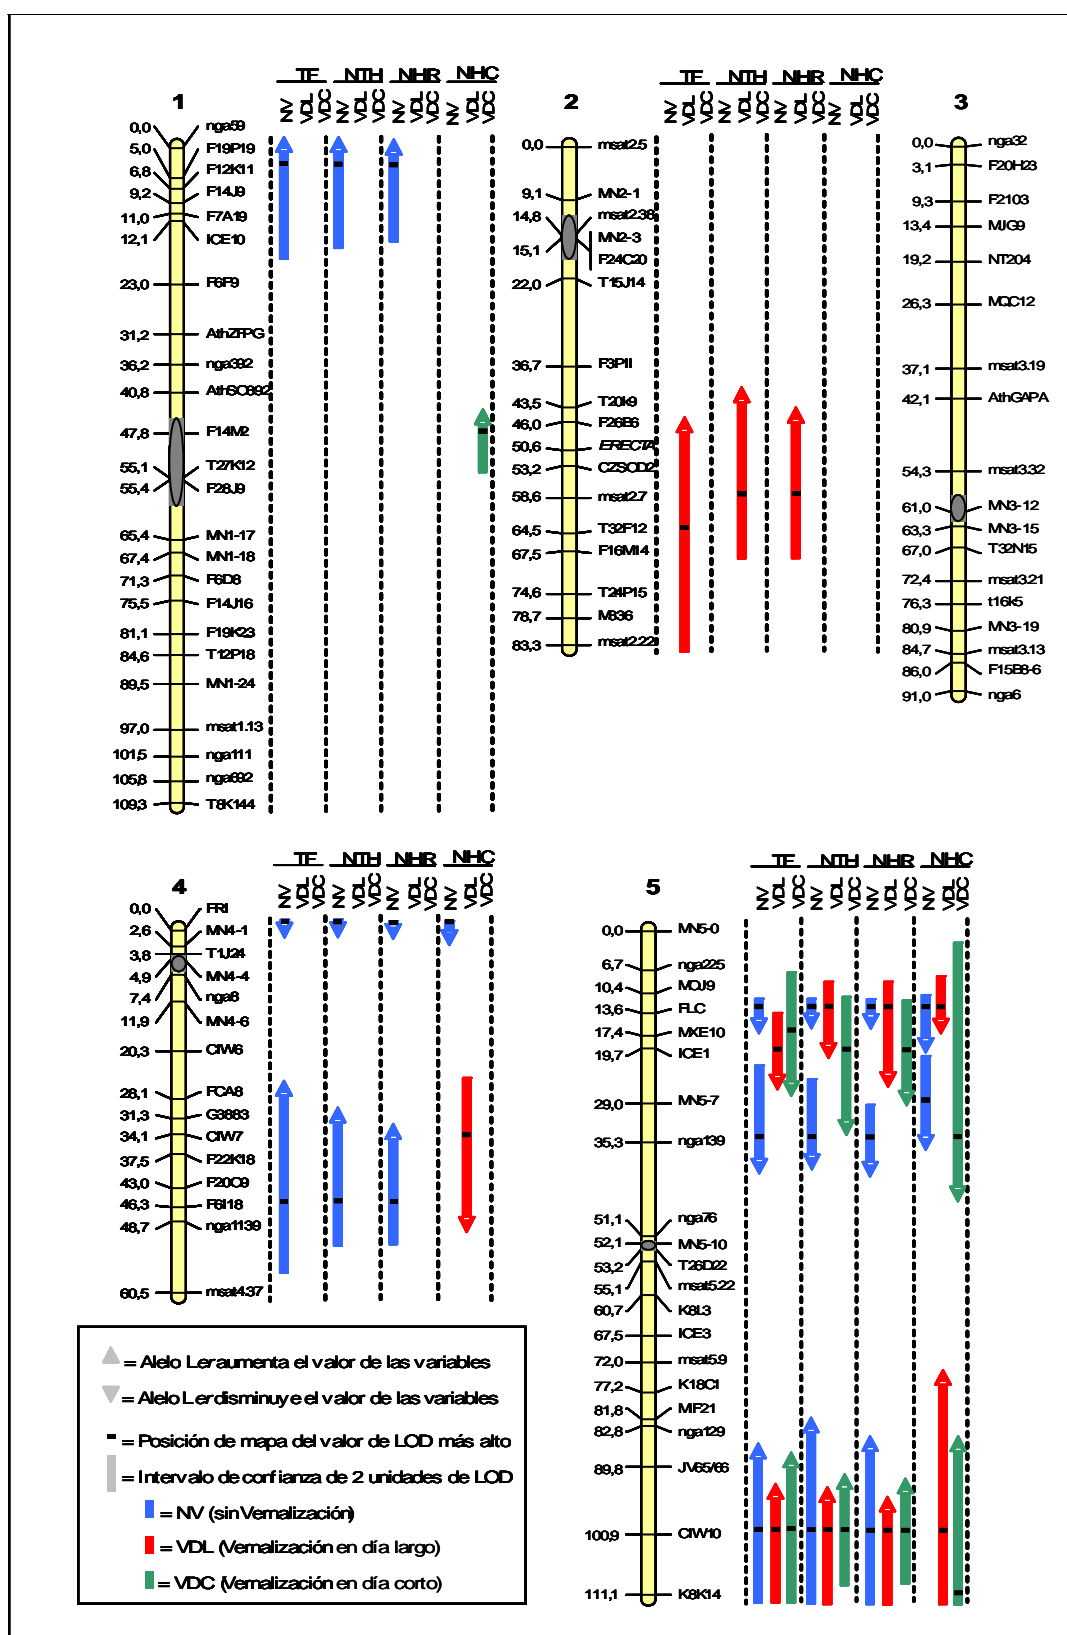 TF NTH NHR NHC
NV VDL VDC NV VDL VDC NV VDL VDC NV VDL VDC
1
0,0 nga59
5,0 F19P19
6,8 F12K11
9,2 F14J9
11,0 F7A19
12,1 ICE10
23,0 F6F9
31,2 AthZFPG
36,2 nga392
40,8 AthSO392
47,8 F14M2
55,1 T27K12
55,4 F28J9
65,4 MN1-17
67,4 MN1-18
71,3 F6D8
75,5 F14J16
81,1 F19K23
84,6 T12P18
89,5 MN1-24
97,0 msat1.13
101,5 nga111
105,8 nga692
109,3 T8K144
TF NTH NHR NHC
NV VDL VDC NV VDL VDC NV VDL VDC NV VDL VDC
2
0,0 msat2.5
9,1 MN2-1
14,8 msat2.38
MN2-3
15,1 F24C20
22,0 T15J14
36,7 F3P11
43,5 T20k9
46,0 F26B6
50,6 ERECTA
53,2 CZSOD2
58,6 msat2.7
64,5 T32F12
67,5 F16M14
74,6 T24P15
78,7 M336
83,3 msat2.22
3
0,0 nga32
3,1 F20H23
9,3 F2103
13,4 MJG9
19,2 NT204
26,3 MQC12
37,1 msat3.19
42,1 AthGAPA
54,3 msat3.32
61,0 MN3-12
63,3 MN3-15
67,0 T32N15
72,4 msat3.21
76,3 t16k5
80,9 MN3-19
84,7 msat3.13
86,0 F15B8-6
91,0 nga6
TF NTH NHR NHC
NV VDL VDC NV VDL VDC NV VDL VDC NV VDL VDC
4
0,0 FRI
2,6 MN4-1
3,8 T1J24
4,9 MN4-4
7,4 nga8
11,9 MN4-6
20,3 CIW6
28,1 FCA8
31,3 G3883
34,1 CIW7
37,5 F22K18
43,0 F20O9
46,3 F6I18
48,7 nga1139
60,5 msat4.37
TF NTH NHR NHC
NV VDL VDC NV VDL VDC NV VDL VDC NV VDL VDC
5
0,0 MN5-0
6,7 nga225
10,4 MOJ9
13,6 FLC
17,4 MXE10
19,7 ICE1
29,0 MN5-7
35,3 nga139
51,1 nga76
52,1 MN5-10
53,2 T26D22
55,1 msat5.22
60,7 K8L3
67,5 ICE3
72,0 msat5.9
77,2 K18C1
81,8 MIF21
82,8 nga129
89,8 JV65/66
100,9 CIW10
111,1 K8K14
= Alelo Ler aumenta el valor de las variables
= Alelo Ler disminuye el valor de las variables
= Posición de mapa del valor de LOD más alto
= Intervalo de confianza de 2 unidades de LOD
= NV (sin Vernalización)
= VDL (Vernalización en día largo)
= VDC (Vernalización en día corto)